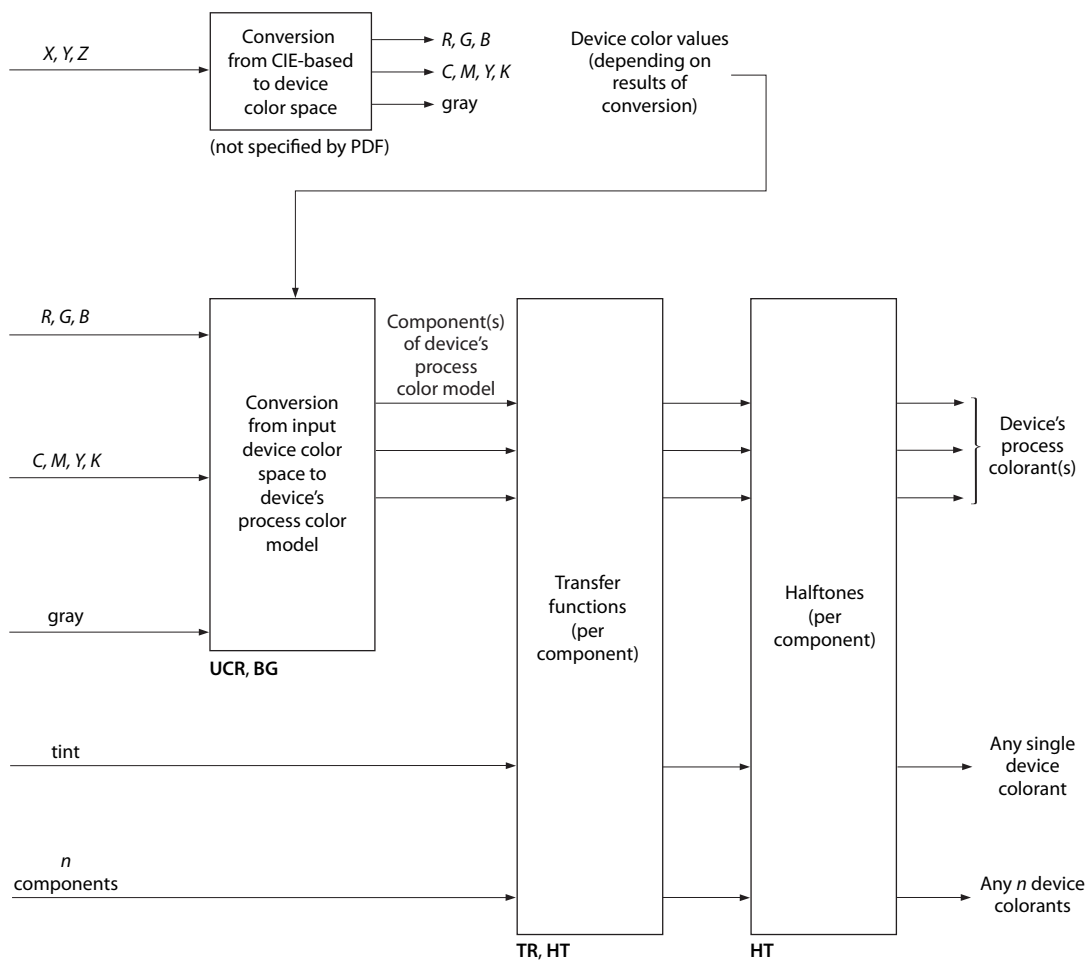 X, Y, Z
Conversion
from CIE-based
to device
color space
(not specified by PDF)
R, G, B
C, M, Y, K
gray
Device color values
(depending on
results of
conversion)
R, G, B
C, M, Y, K
gray
Conversion
from input
device color
space to
device’s
process color
model
UCR, BG
Component(s)
of device’s
process
color model
Transfer
functions
(per
component)
TR, HT
Halftones
(per
component)
HT
Device’s
process
colorant(s)
tint
Any single
device
colorant
n
components
Any n device
colorants